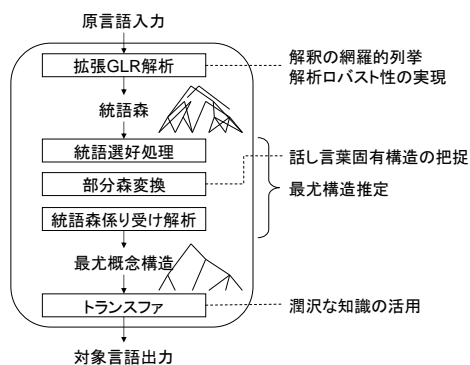 原言語入力
拡張GLR解析
解釈の網羅的列挙
解析ロバスト性の実現
統語森
統語選好処理
部分森変換
話し言葉固有構造の把捉
最尤構造推定
統語森係り受け解析
最尤概念構造
トランスファ
潤沢な知識の活用
対象言語出力